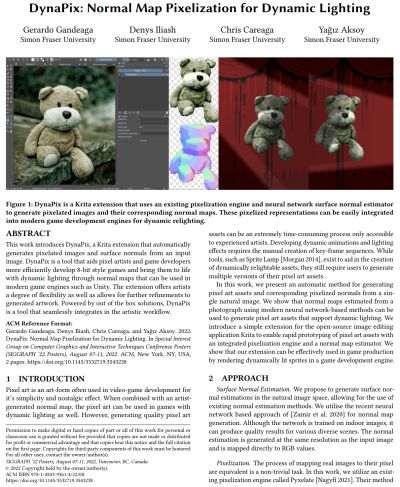 DynaPix: Normal Map Pixelization for Dynamic Lighting
Gerardo Gandeaga
Simon Fraser University
Denys Iliash
Simon Fraser University
Chris Careaga
Simon Fraser University
Yağız Aksoy
Simon Fraser University
Figure 1: DynaPix is a Krita extension that uses an existing pixelization engine and neural network surface normal estimator
to generate pixelated images and their corresponding normal maps. These pixelized representations can be easily integrated
into modern game development engines for dynamic relighting.
ABSTRACT
This work introduces DynaPix, a Krita extension that automatically
generates pixelated images and surface normals from an input
image. DynaPix is a tool that aids pixel artists and game developers
more efficiently develop 8-bit style games and bring them to
life with dynamic lighting through normal maps that can be used
in modern game engines such as Unity. The extension offers artists
a degree of flexibility as well as allows for further refinements to
generated artwork. Powered by out of the box solutions, DynaPix is
a tool that seamlessly integrates in the artistic workflow.
ACM Reference Format:
Gerardo Gandeaga, Denys Iliash, Chris Careaga, and Yağız Aksoy. 2022.
DynaPix: Normal Map Pixelization for Dynamic Lighting. In Special Interest
Group on Computer Graphics and Interactive Techniques Conference Posters
(SIGGRAPH '22 Posters), August 07-11, 2022. ACM, New York, NY, USA,
2 pages. https://doi.org/10.1145/3532719.3543238
1 INTRODUCTION
Pixel art is an art-form often used in video-game development for
it's simplicity and nostalgic effect. When combined with an artist-
generated normal map, the pixel art can be used in games with
dynamic lighting as well. However, generating quality pixel art
Permission to make digital or hard copies of part or all of this work for personal or
classroom use is granted without fee provided that copies are not made or distributed
for profit or commercial advantage and that copies bear this notice and the full citation
on the first page. Copyrights for third-party components of this work must be honored.
For all other uses, contact the owner/author(s).
SIGGRAPH '22 Posters, August 07-11, 2022, Vancouver, BC, Canada
© 2022 Copyright held by the owner/author(s).
ACM ISBN 978-1-4503-9361-4/22/08.
https://doi.org/10.1145/3532719.3543238
assets can be an extremely time-consuming process only accessible
to experienced artists. Developing dynamic animations and lighting
effects requires the manual creation of key-frame sequences. While
tools, such as Sprite Lamp [Morgan 2014], exist to aid in the creation
of dynamically relightable assets, they still require users to generate
multiple versions of their pixel art assets.
In this work, we present an automatic method for generating
pixel art assets and corresponding pixelized normals from a sin-
gle natural image. We show that normal maps estimated from a
photograph using modern neural network-based methods can be
used to generate pixel art assets that support dynamic lighting. We
introduce a simple extension for the open-source image editing
application Krita to enable rapid prototyping of pixel art assets with
an integrated pixelization engine and a normal map estimator. We
show that our extension can be effectively used in game production
by rendering dynamically lit sprites in a game development engine.
2 APPROACH
Surface Normal Estimation. We propose to generate surface nor-
mal estimations in the natural image space, allowing for the use of
existing normal estimation methods. We utilize the recent neural
network based approach of [Zamir et al. 2020] for normal map
generation. Although the network is trained on indoor images, it
can produce quality results for various diverse scenes. The normal
estimation is generated at the same resolution as the input image
and is mapped directly to RGB values.
Pixelization. The process of mapping real images to their pixel
art equivalent is a non-trivial task. In this work, we utilize an exist-
ing pixelization engine called Pyxelate [Nagyfi 2021]. Their method